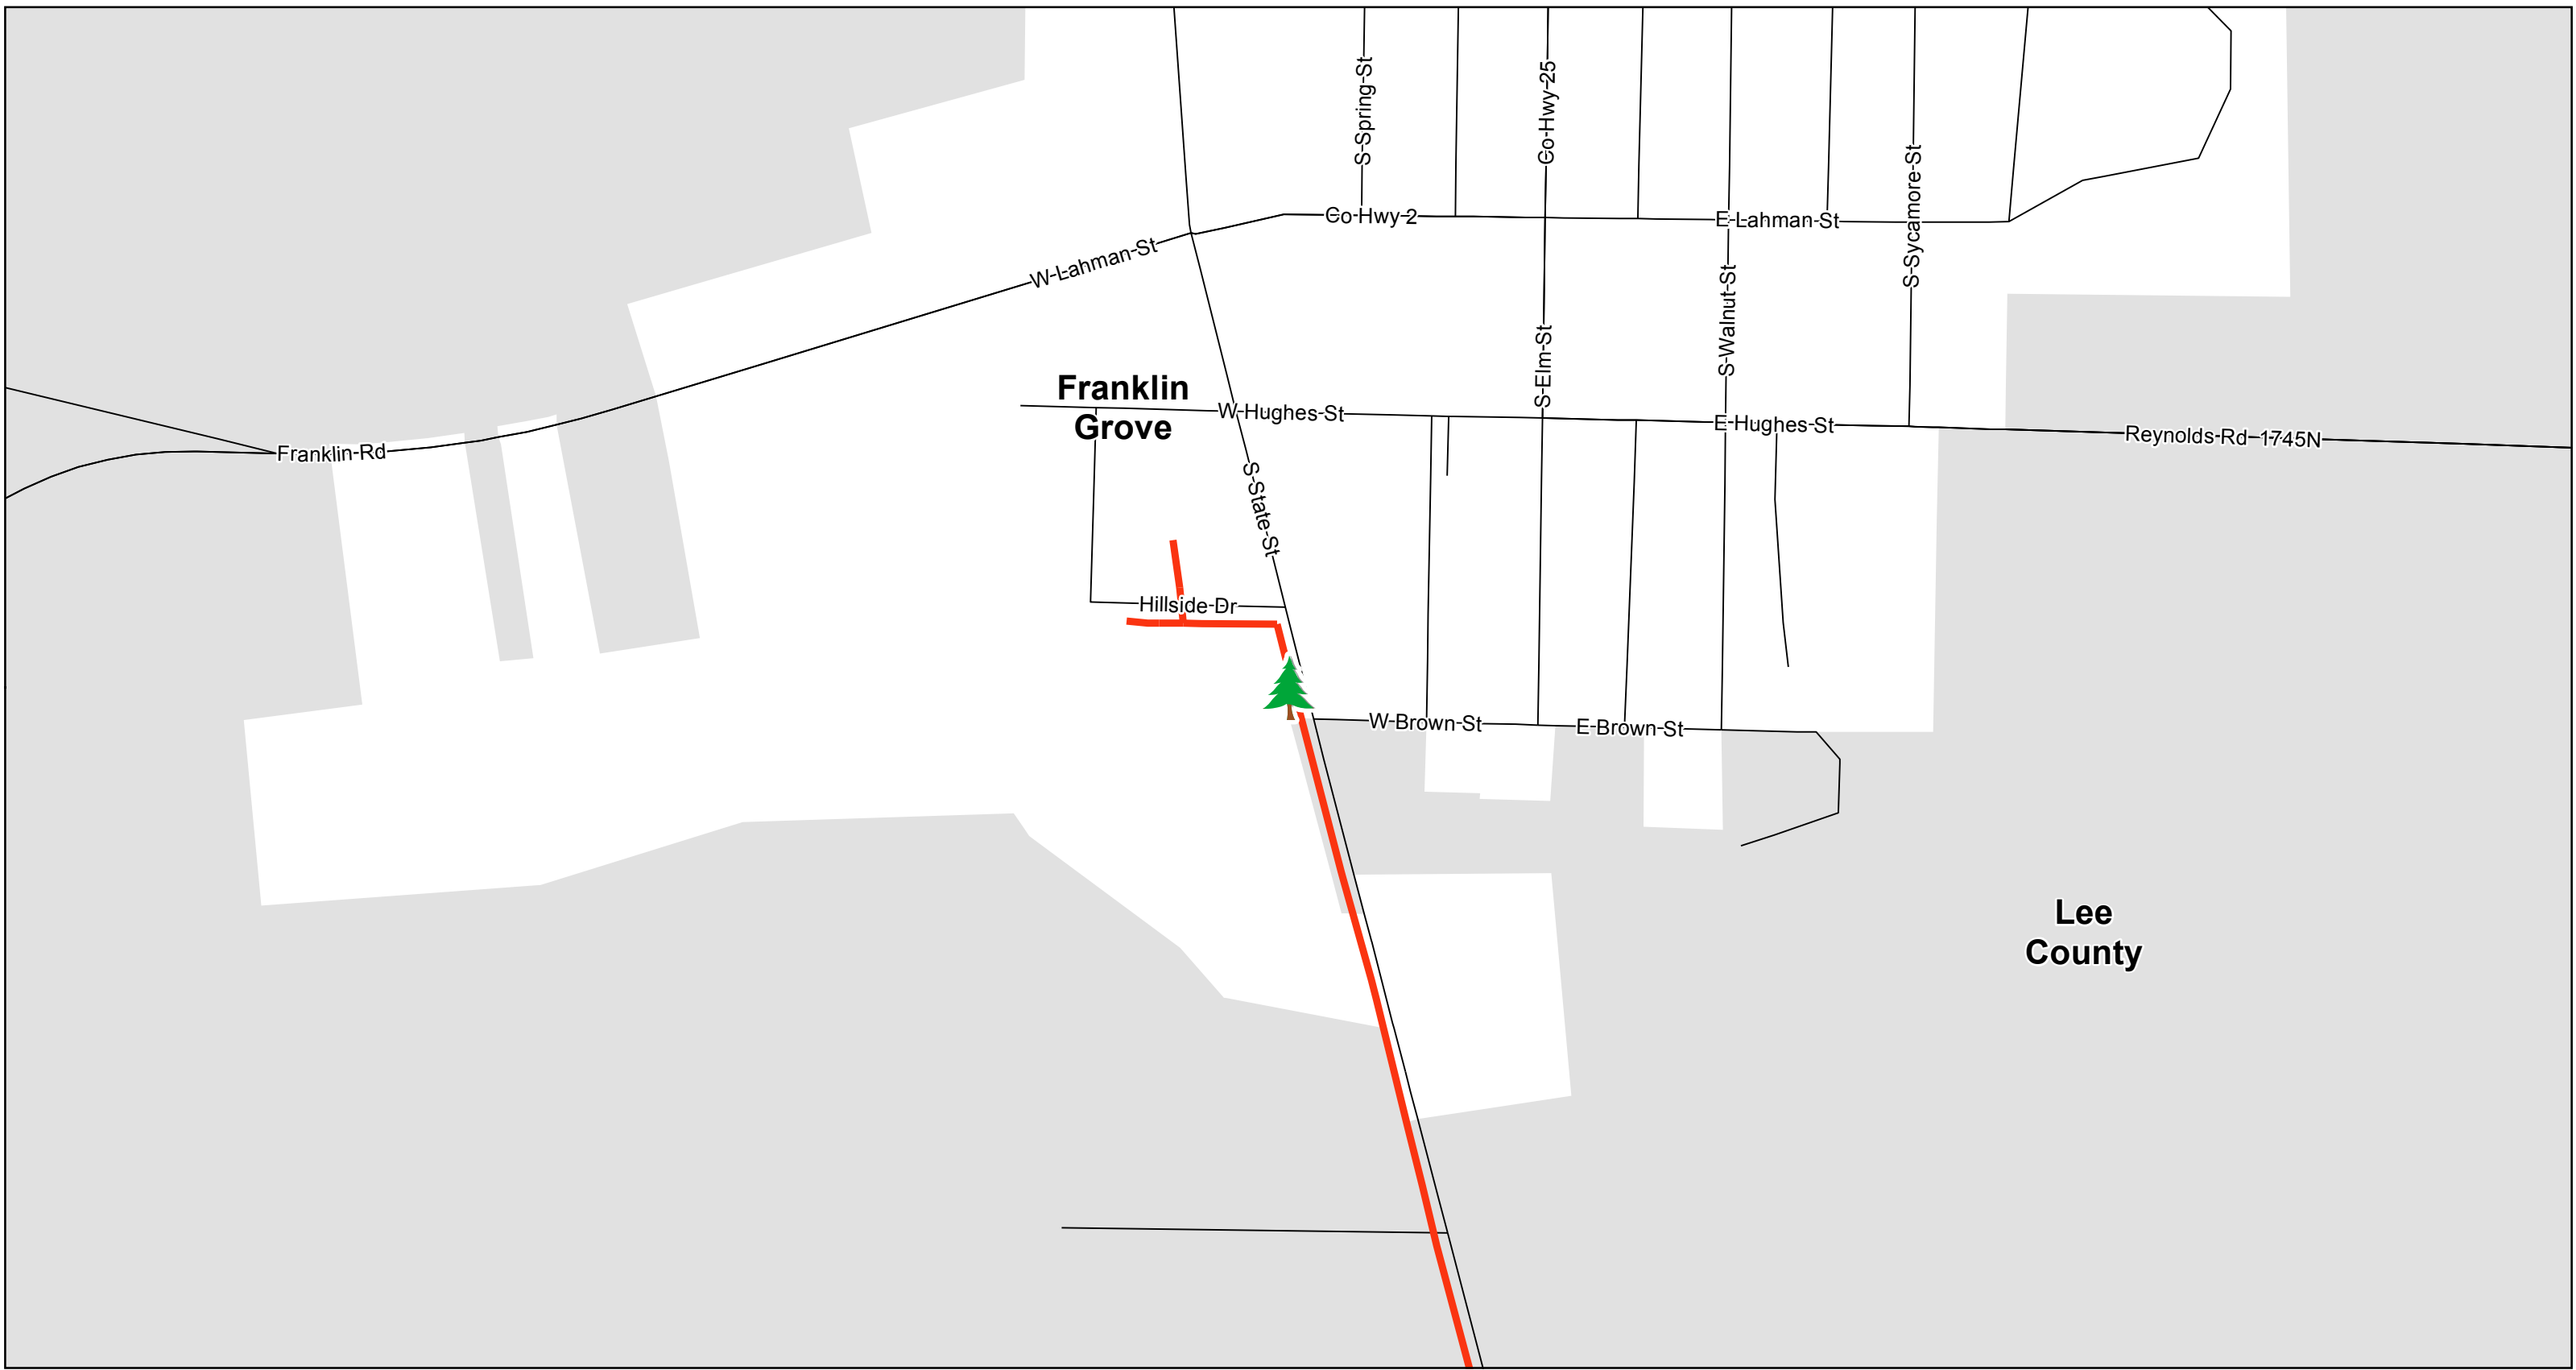 S-Spring-St
Co-Hwy-25
S-Sycamore-St
Co-Hwy-2
E-Lahman-St
W-Lahman-St
S-Walnut-St
S-Elm-St
Franklin
Grove
W-Hughes-St
E-Hughes-St
Reynolds-Rd-1745N
Franklin-Rd
S-State-St
Hillside-Dr
W-Brown-St
E-Brown-St
Lee
County